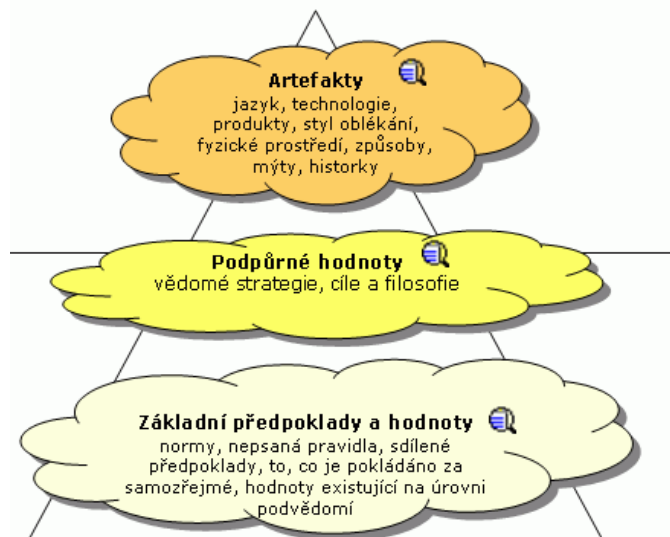 Artefakty
jazyk, technologie,
produkty, styl oblékání,
fyzické prostředí, způsoby,
mýty, historky
Podpůrné hodnoty
vědomé strategie, cíle a filosofie
Základní předpoklady a hodnoty
normy, nepsaná pravidla, sdílené
předpoklady, to, co je pokládáno za
samozřejmé, hodnoty existující na úrovni
podvědomí